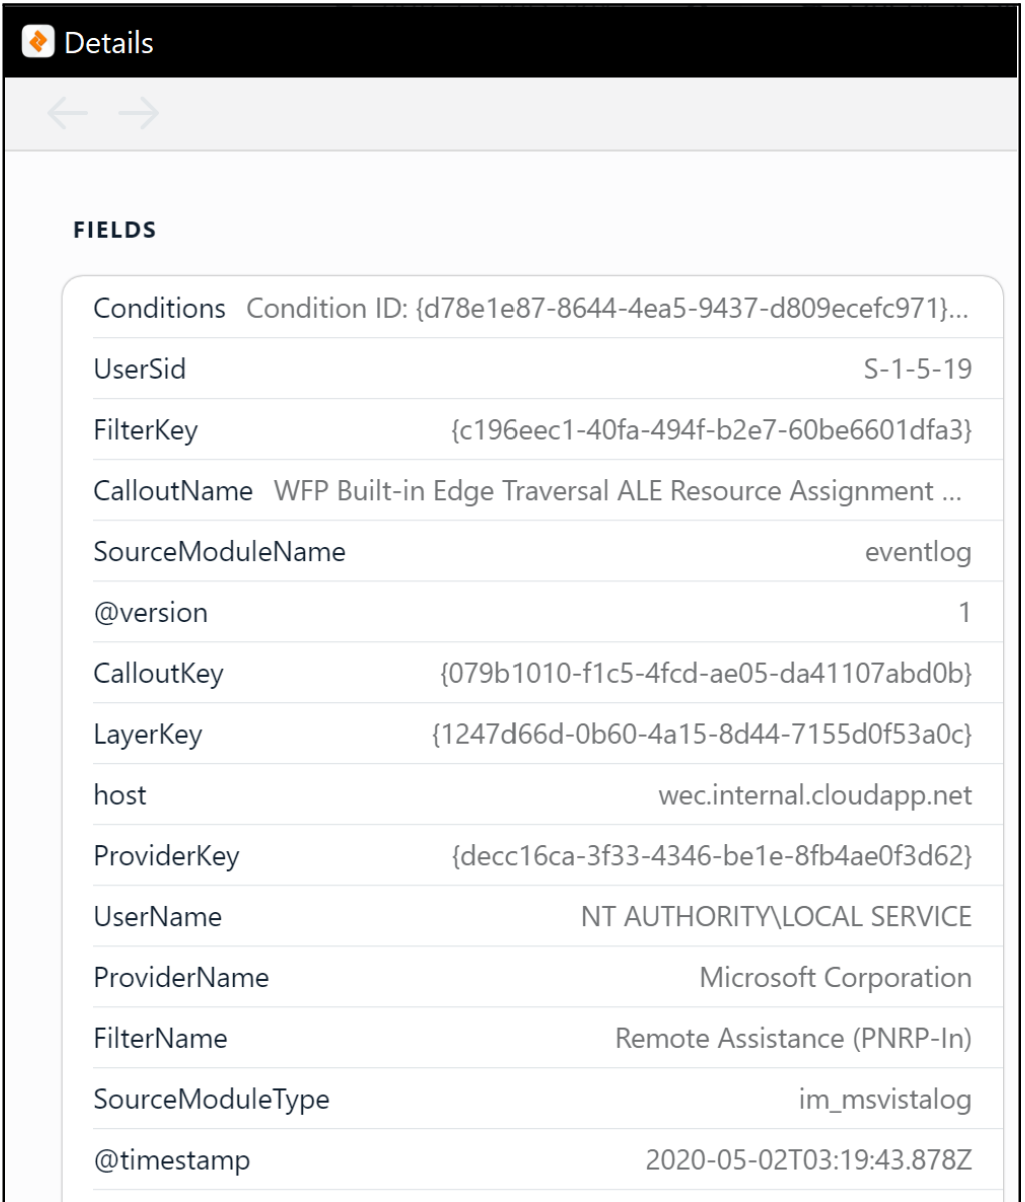 Details
FIELDS
Conditions Condition ID: {d78e1e87-8644-4ea5-9437-d809ecefc971}...
UserSid S-1-5-19
FilterKey {c196eec1-40fa-494f-b2e7-60be6601dfa3}
CalloutName WFP Built-in Edge Traversal ALE Resource Assignment ...
SourceModuleName eventlog
@version 1
CalloutKey {079b1010-f1c5-4fcd-ae05-da41107abd0b}
LayerKey {1247d66d-0b60-4a15-8d44-7155d0f53a0c}
host wec.internal.cloudapp.net
ProviderKey {decc16ca-3f33-4346-be1e-8fb4ae0f3d62}
UserName NT AUTHORITY\LOCAL SERVICE
ProviderName Microsoft Corporation
FilterName Remote Assistance (PNRP-In)
SourceModuleType im_msvistalog
@timestamp 2020-05-02T03:19:43.878Z